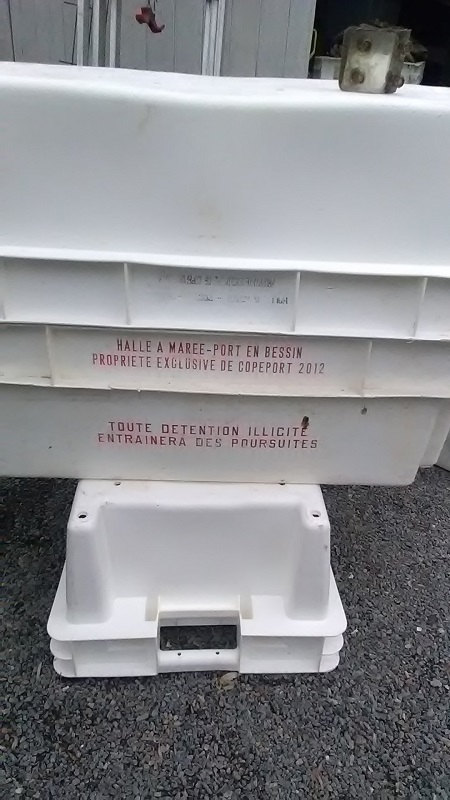 HALLE A MAREE-PORT EN BESSIN
PROPRIETE EXCLUSIVE DE COPEPORT 2012
TOUTE DETENTION ILLICITE
ENTRAINERA DES POURSUITES